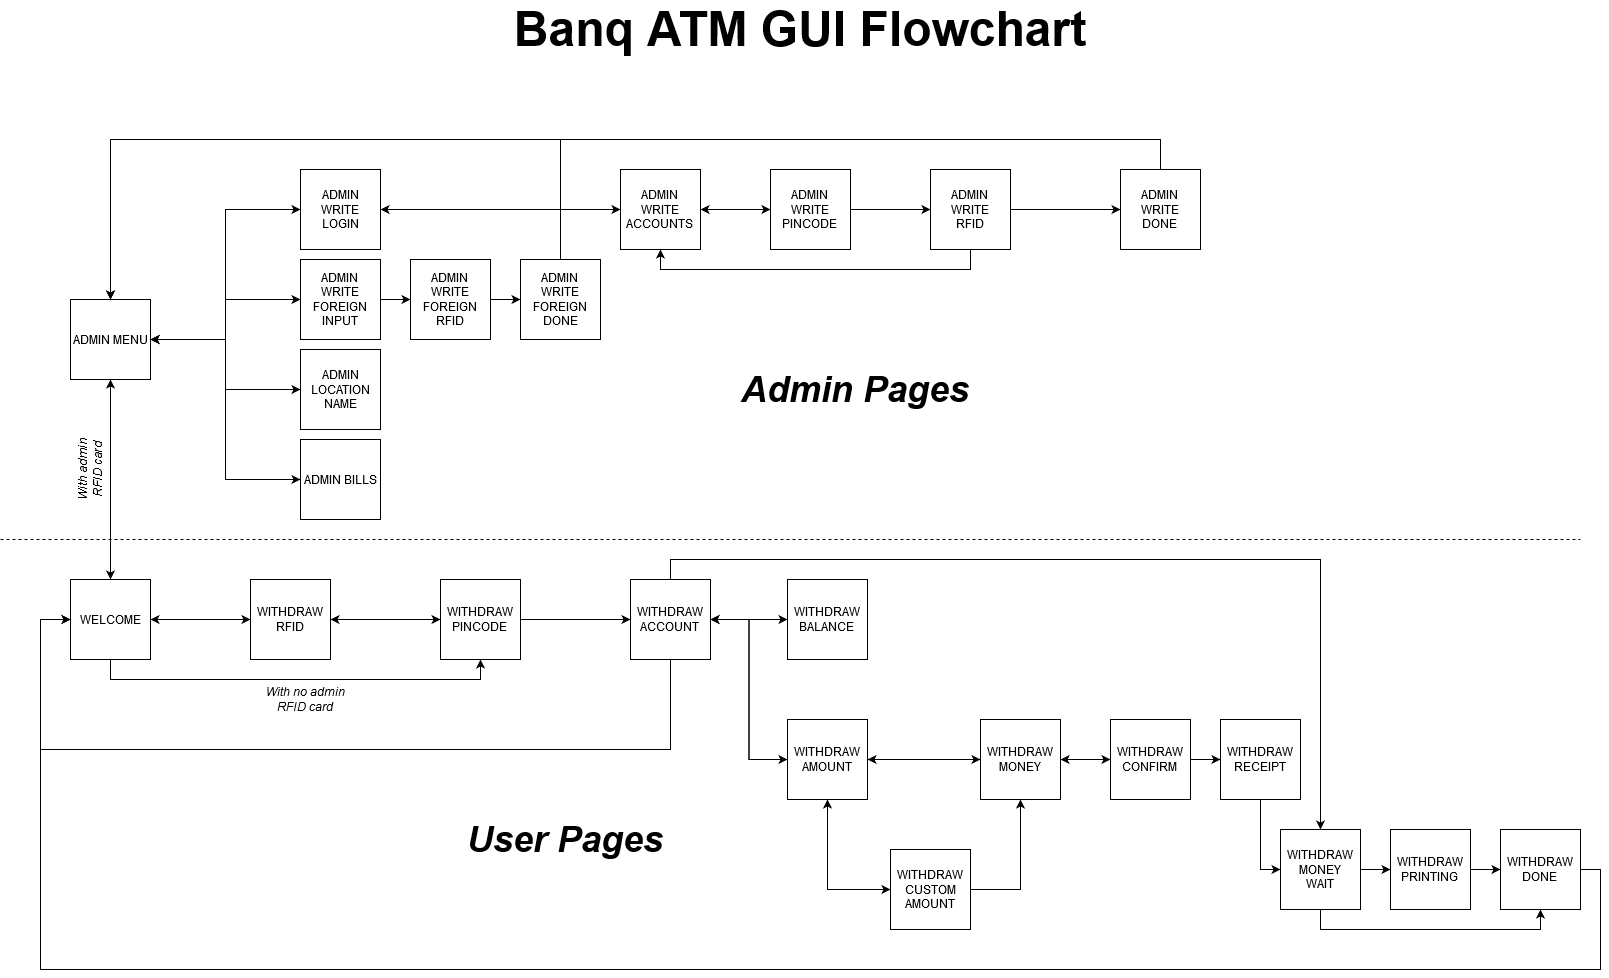 Banq ATM GUI Flowchart
ADMIN
WRITE
LOGIN
ADMIN
WRITE
ACCOUNTS
ADMIN
WRITE
PINCODE
ADMIN
WRITE
RFID
ADMIN
WRITE
DONE
ADMIN
WRITE
FOREIGN
INPUT
ADMIN
WRITE
FOREIGN
RFID
ADMIN
WRITE
FOREIGN
DONE
ADMIN MENU
ADMIN
LOCATION
NAME
Admin Pages
ADMIN BILLS
With admin
RFID card
WELCOME
WITHDRAW
RFID
WITHDRAW
PINCODE
WITHDRAW
ACCOUNT
WITHDRAW
BALANCE
With no admin
RFID card
WITHDRAW
AMOUNT
WITHDRAW
MONEY
WITHDRAW
CONFIRM
WITHDRAW
RECEIPT
User Pages
WITHDRAW
CUSTOM
AMOUNT
WITHDRAW
MONEY
WAIT
WITHDRAW
PRINTING
WITHDRAW
DONE